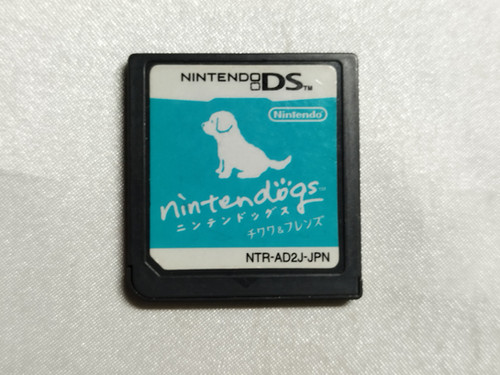 NINTENDO DS™
Nintendo
nintendogs™
ニンテンドッグス
チワワ&フレンズ
NTR-AD2J-JPN